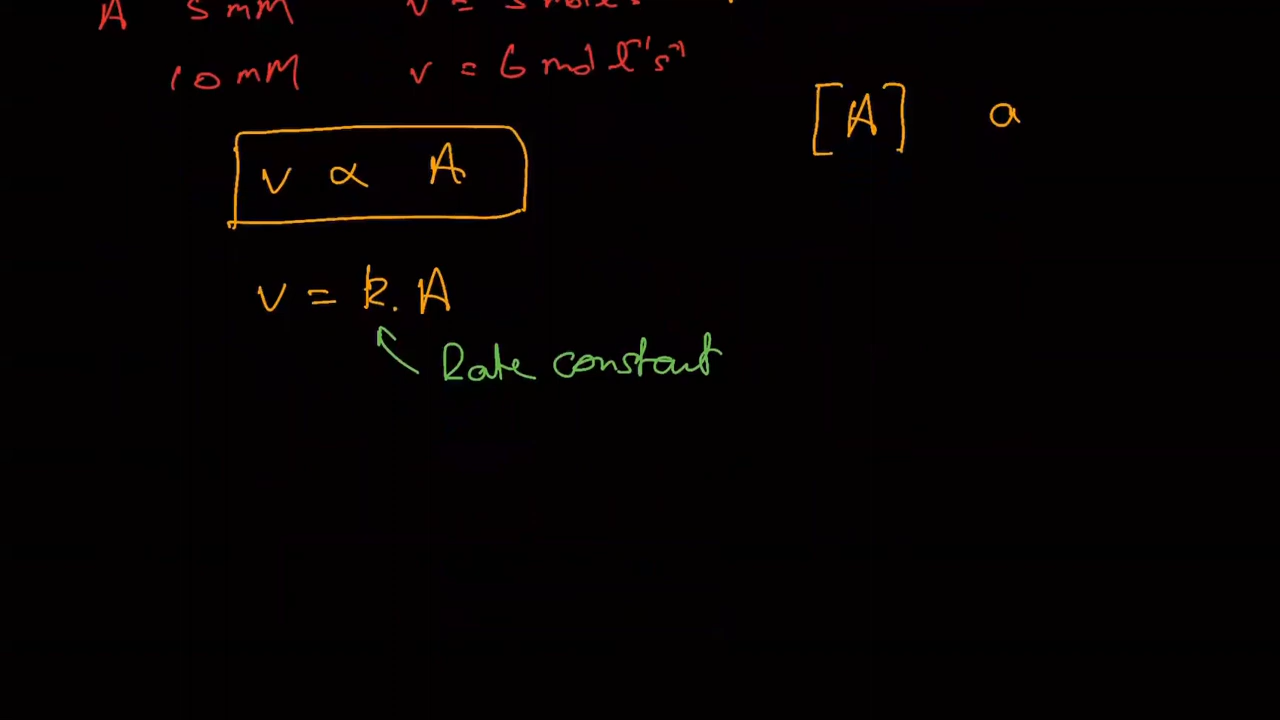 A 5 mM
10 mM v = 6 mol l⁻¹s⁻¹
[A] a
v ∝ A
v = k. A
Rate constant